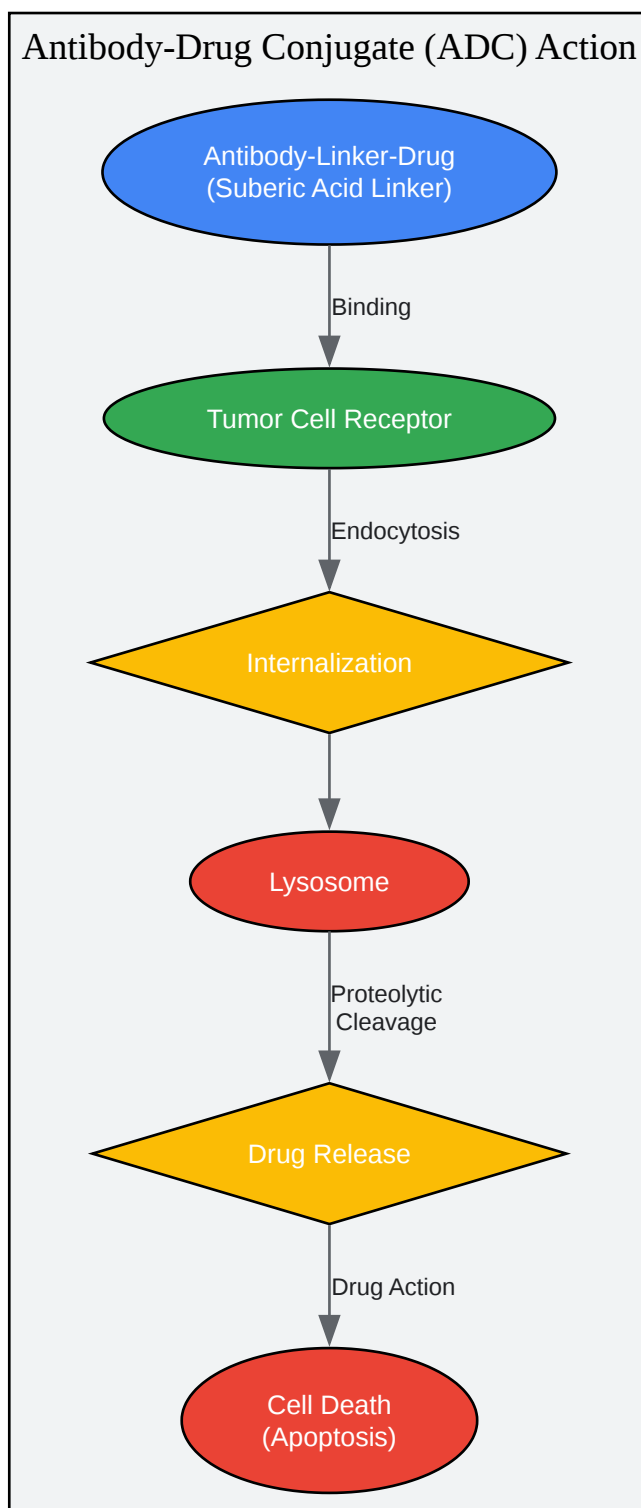 Antibody-Drug Conjugate (ADC) Action
Antibody-Linker-Drug
(Suberic Acid Linker)
Binding
Tumor Cell Receptor
Endocytosis
Internalization
Lysosome
Proteolytic
Cleavage
Drug Release
Drug Action
Cell Death
(Apoptosis)